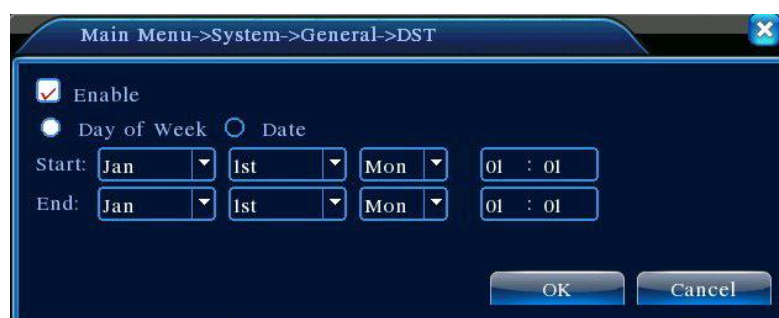 Main Menu->System->General->DST
Enable
Day of Week Date
Start: Jan 1st Mon 01 : 01
End: Jan 1st Mon 01 : 01
OK Cancel